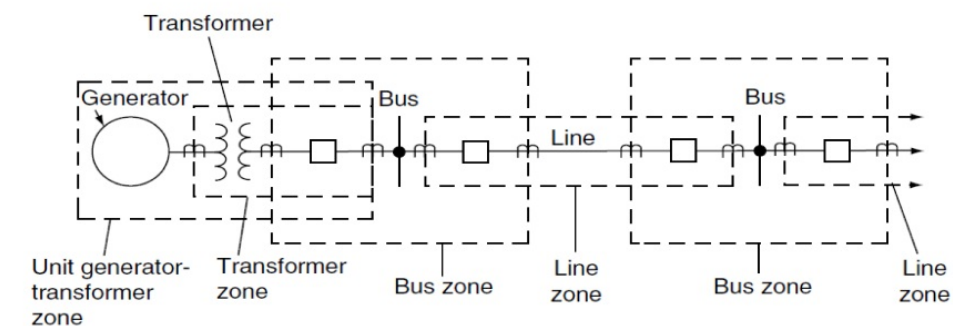 Transformer
Generator
Bus
Bus
Line
Unit generator-
transformer
zone
Transformer
zone
Bus zone
Line
zone
Bus zone
Line
zone